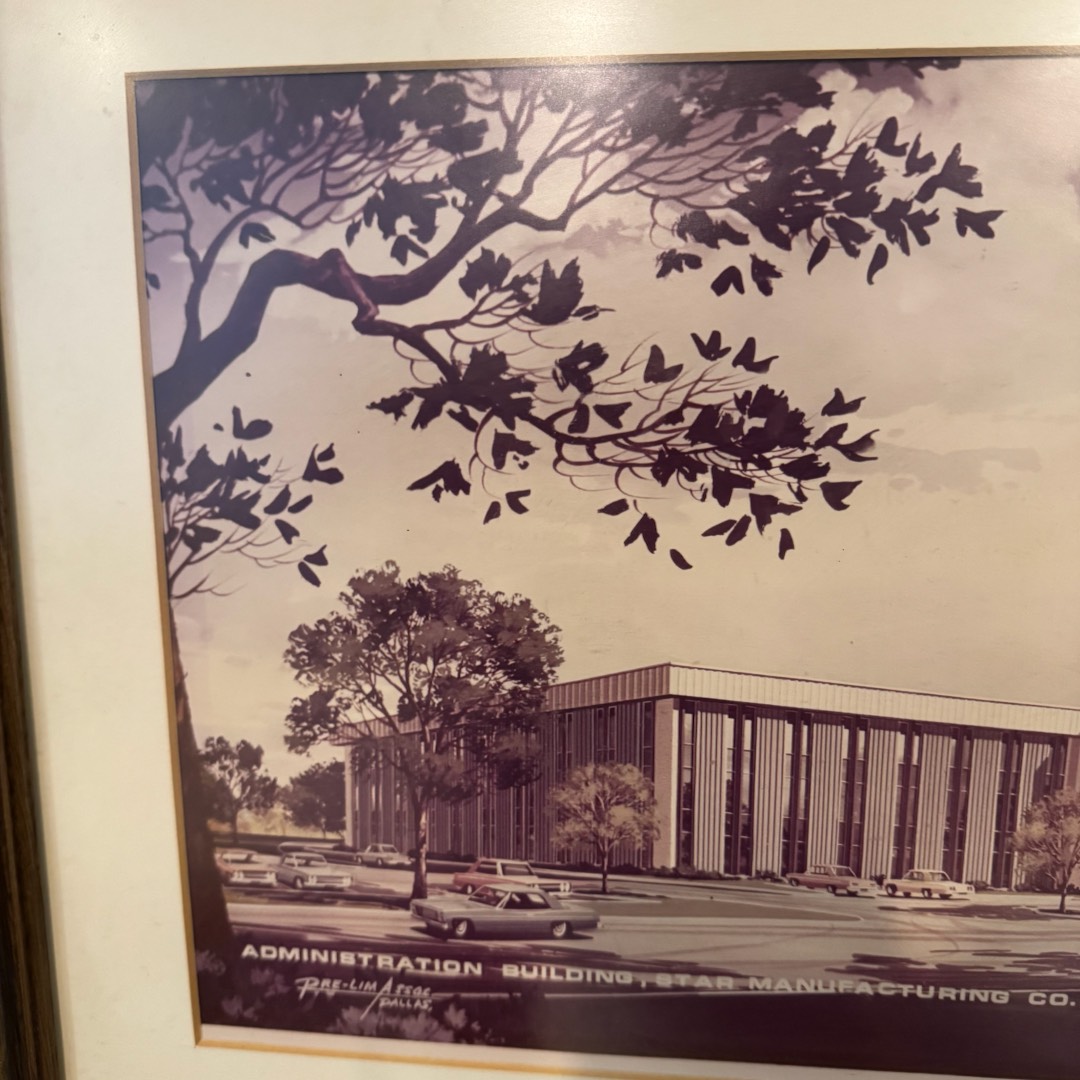 ADMINISTRATION BUILDING, STAR MANUFACTURING CO.
PRE-LIM ASSOC.
DALLAS.